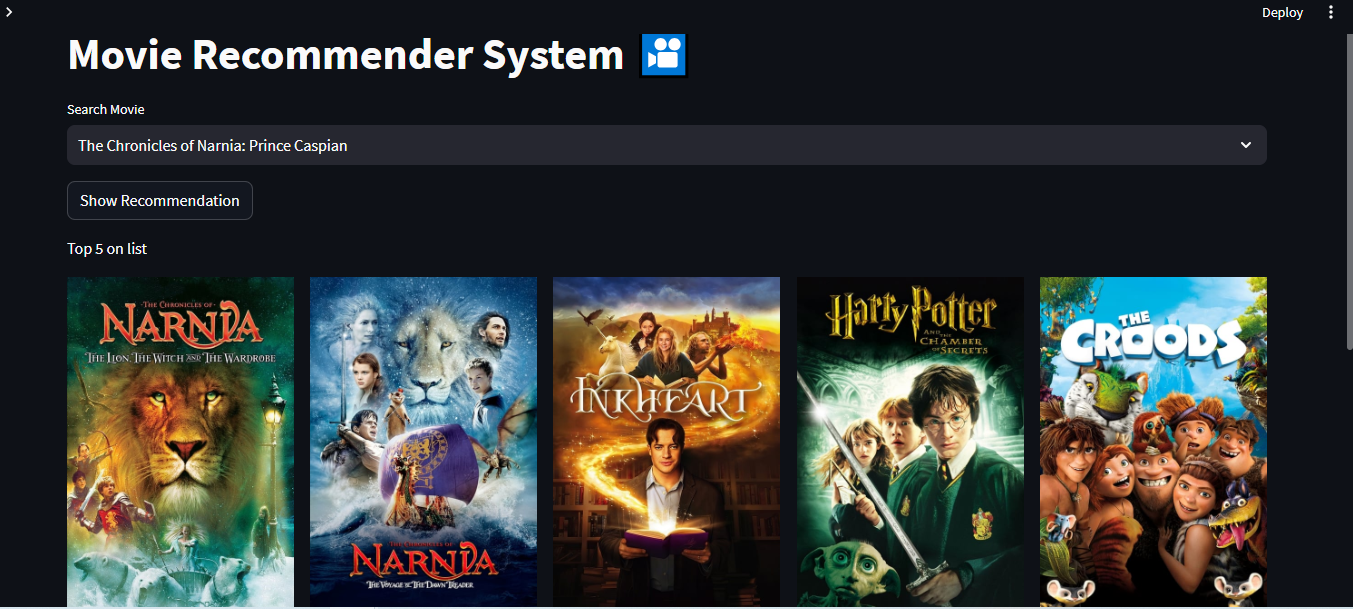 Deploy
Movie Recommender System
Search Movie
The Chronicles of Narnia: Prince Caspian
Show Recommendation
Top 5 on list
THE CHRONICLES OF
NARNIA
THE LION, THE WITCH AND THE WARDROBE
THE CHRONICLES OF
NARNIA
THE VOYAGE OF THE DAWN TREADER
INKHEART
Harry Potter
AND THE
CHAMBER
OF SECRETS
THE
CROODS